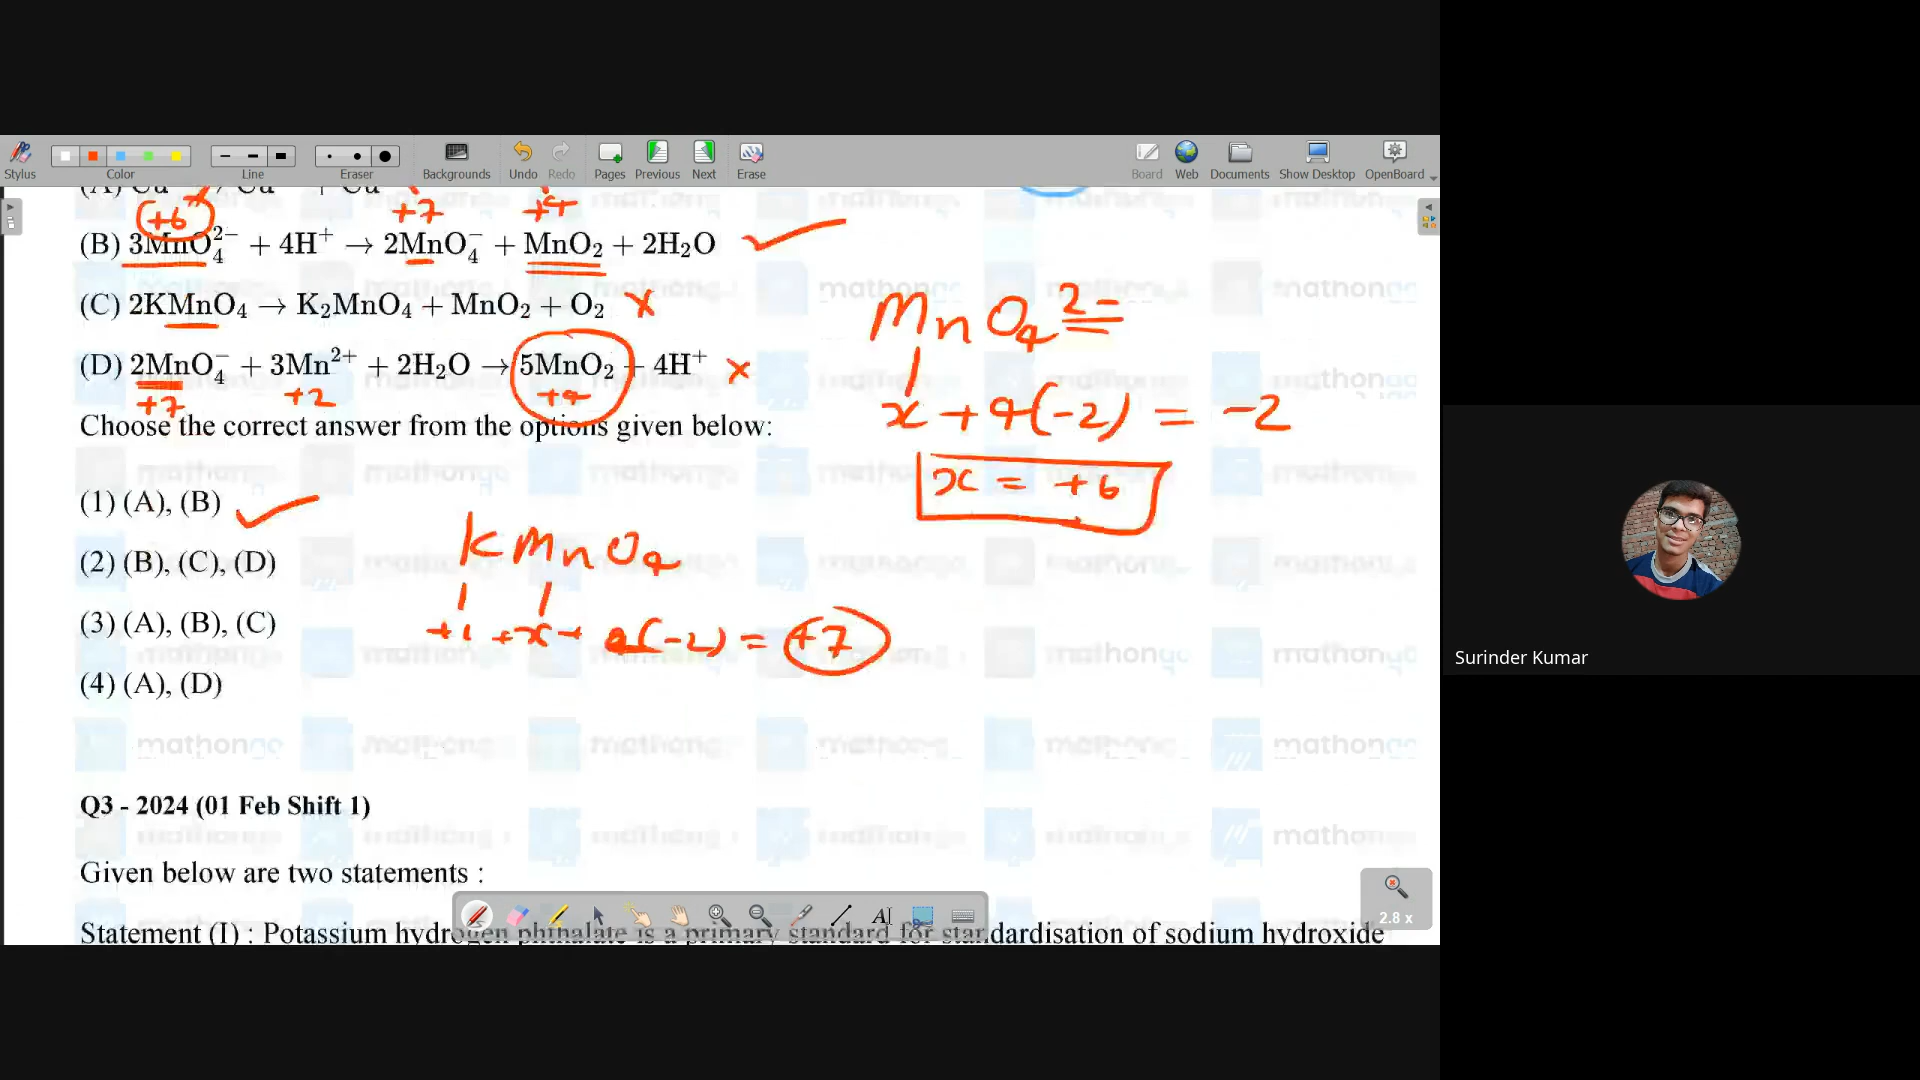 Stylus Color Line Eraser Backgrounds Undo Redo Pages Previous Next Erase Board Web Documents Show Desktop OpenBoard
+6 +7 +4
(B) 3MnO₄²⁻ + 4H⁺ → 2MnO₄⁻ + MnO₂ + 2H₂O
(C) 2KMnO₄ → K₂MnO₄ + MnO₂ + O₂ x
(D) 2MnO₄⁻ + 3Mn²⁺ + 2H₂O → 5MnO₂ + 4H⁺ x
+7 +2 +4
Choose the correct answer from the options given below:
(1) (A), (B)
(2) (B), (C), (D)
(3) (A), (B), (C)
(4) (A), (D)
MnO₄²⁻
x + 4(-2) = -2
x = +6
KMnO₄
+1 +x + 4(-2) = +7
mathongo
Q3 - 2024 (01 Feb Shift 1)
Given below are two statements :
Statement (I) : Potassium hydrogen phthalate is a primary standard for standardisation of sodium hydroxide
2.8 x
Surinder Kumar